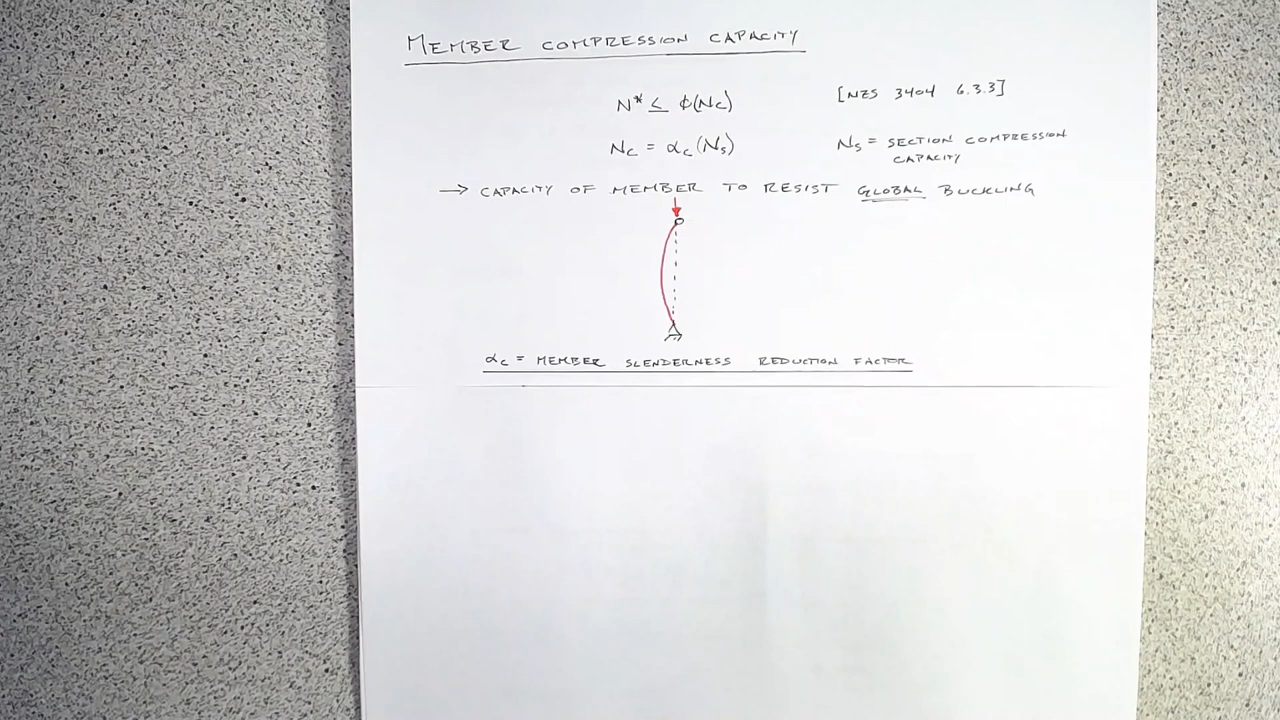 MEMBER COMPRESSION CAPACITY
N* ≤ ϕ(Nc) [NZS 3404 6.3.3]
Nc = αc(Ns) Ns = SECTION COMPRESSION
CAPACITY
→ CAPACITY OF MEMBER TO RESIST GLOBAL BUCKLING
αc = MEMBER SLENDERNESS REDUCTION FACTOR